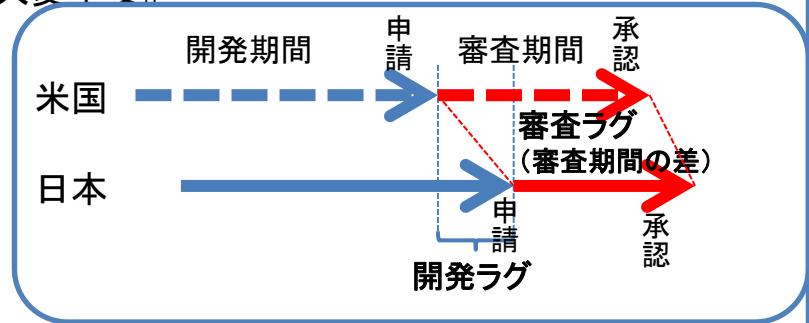 開発期間
申請
審査期間
承認
米国
審査ラグ
（審査期間の差）
日本
申請
承認
開発ラグ